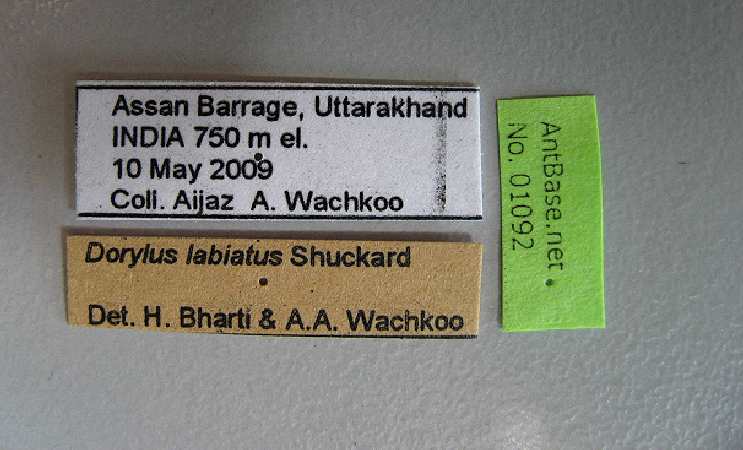 Assan Barrage, Uttarakhand
INDIA 750 m el.
10 May 2009
Coll. Aijaz A. Wachkoo
Dorylus labiatus Shuckard
Det. H. Bharti & A.A. Wachkoo
AntBase.net
No. 01092